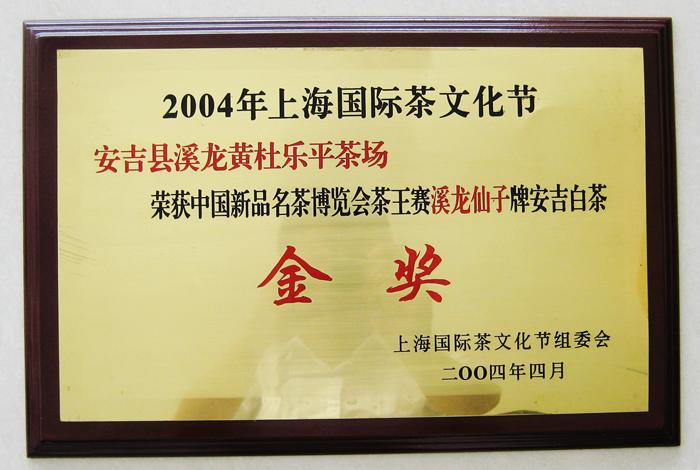 2004年上海国际茶文化节
安吉县溪龙黄杜乐平茶场
荣获中国新品名茶博览会茶王赛溪龙仙子牌安吉白茶
金奖
上海国际茶文化节组委会
二〇〇四年四月